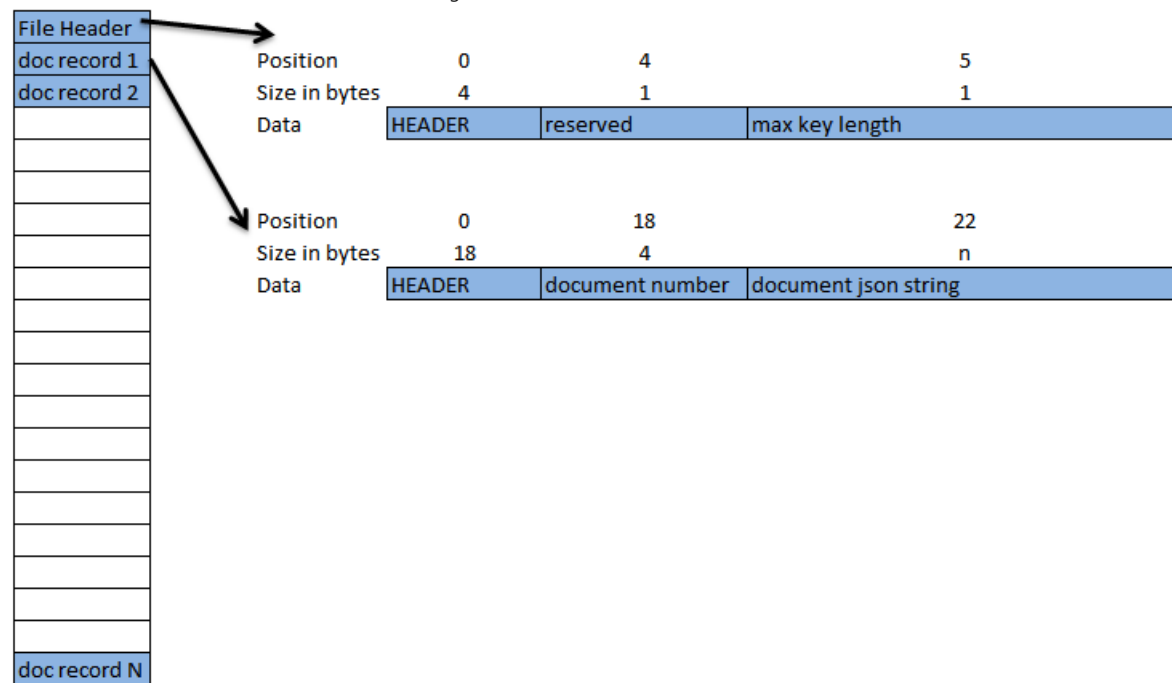 File Header
doc record 1
doc record 2
doc record N
Position 0 4 5
Size in bytes 4 1 1
Data HEADER reserved max key length
Position 0 18 22
Size in bytes 18 4 n
Data HEADER document number document json string